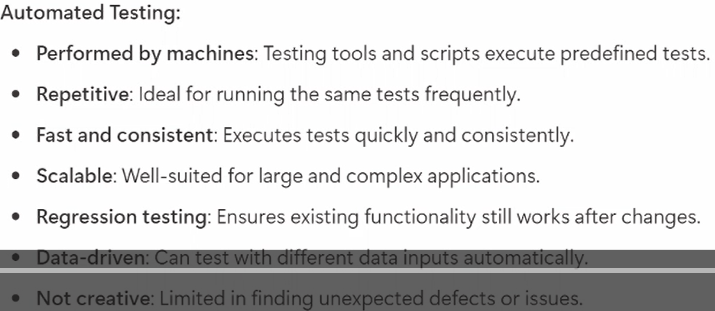 Automated Testing:
• Performed by machines: Testing tools and scripts execute predefined tests.
• Repetitive: Ideal for running the same tests frequently.
• Fast and consistent: Executes tests quickly and consistently.
• Scalable: Well-suited for large and complex applications.
• Regression testing: Ensures existing functionality still works after changes.
• Data-driven: Can test with different data inputs automatically.
• Not creative: Limited in finding unexpected defects or issues.